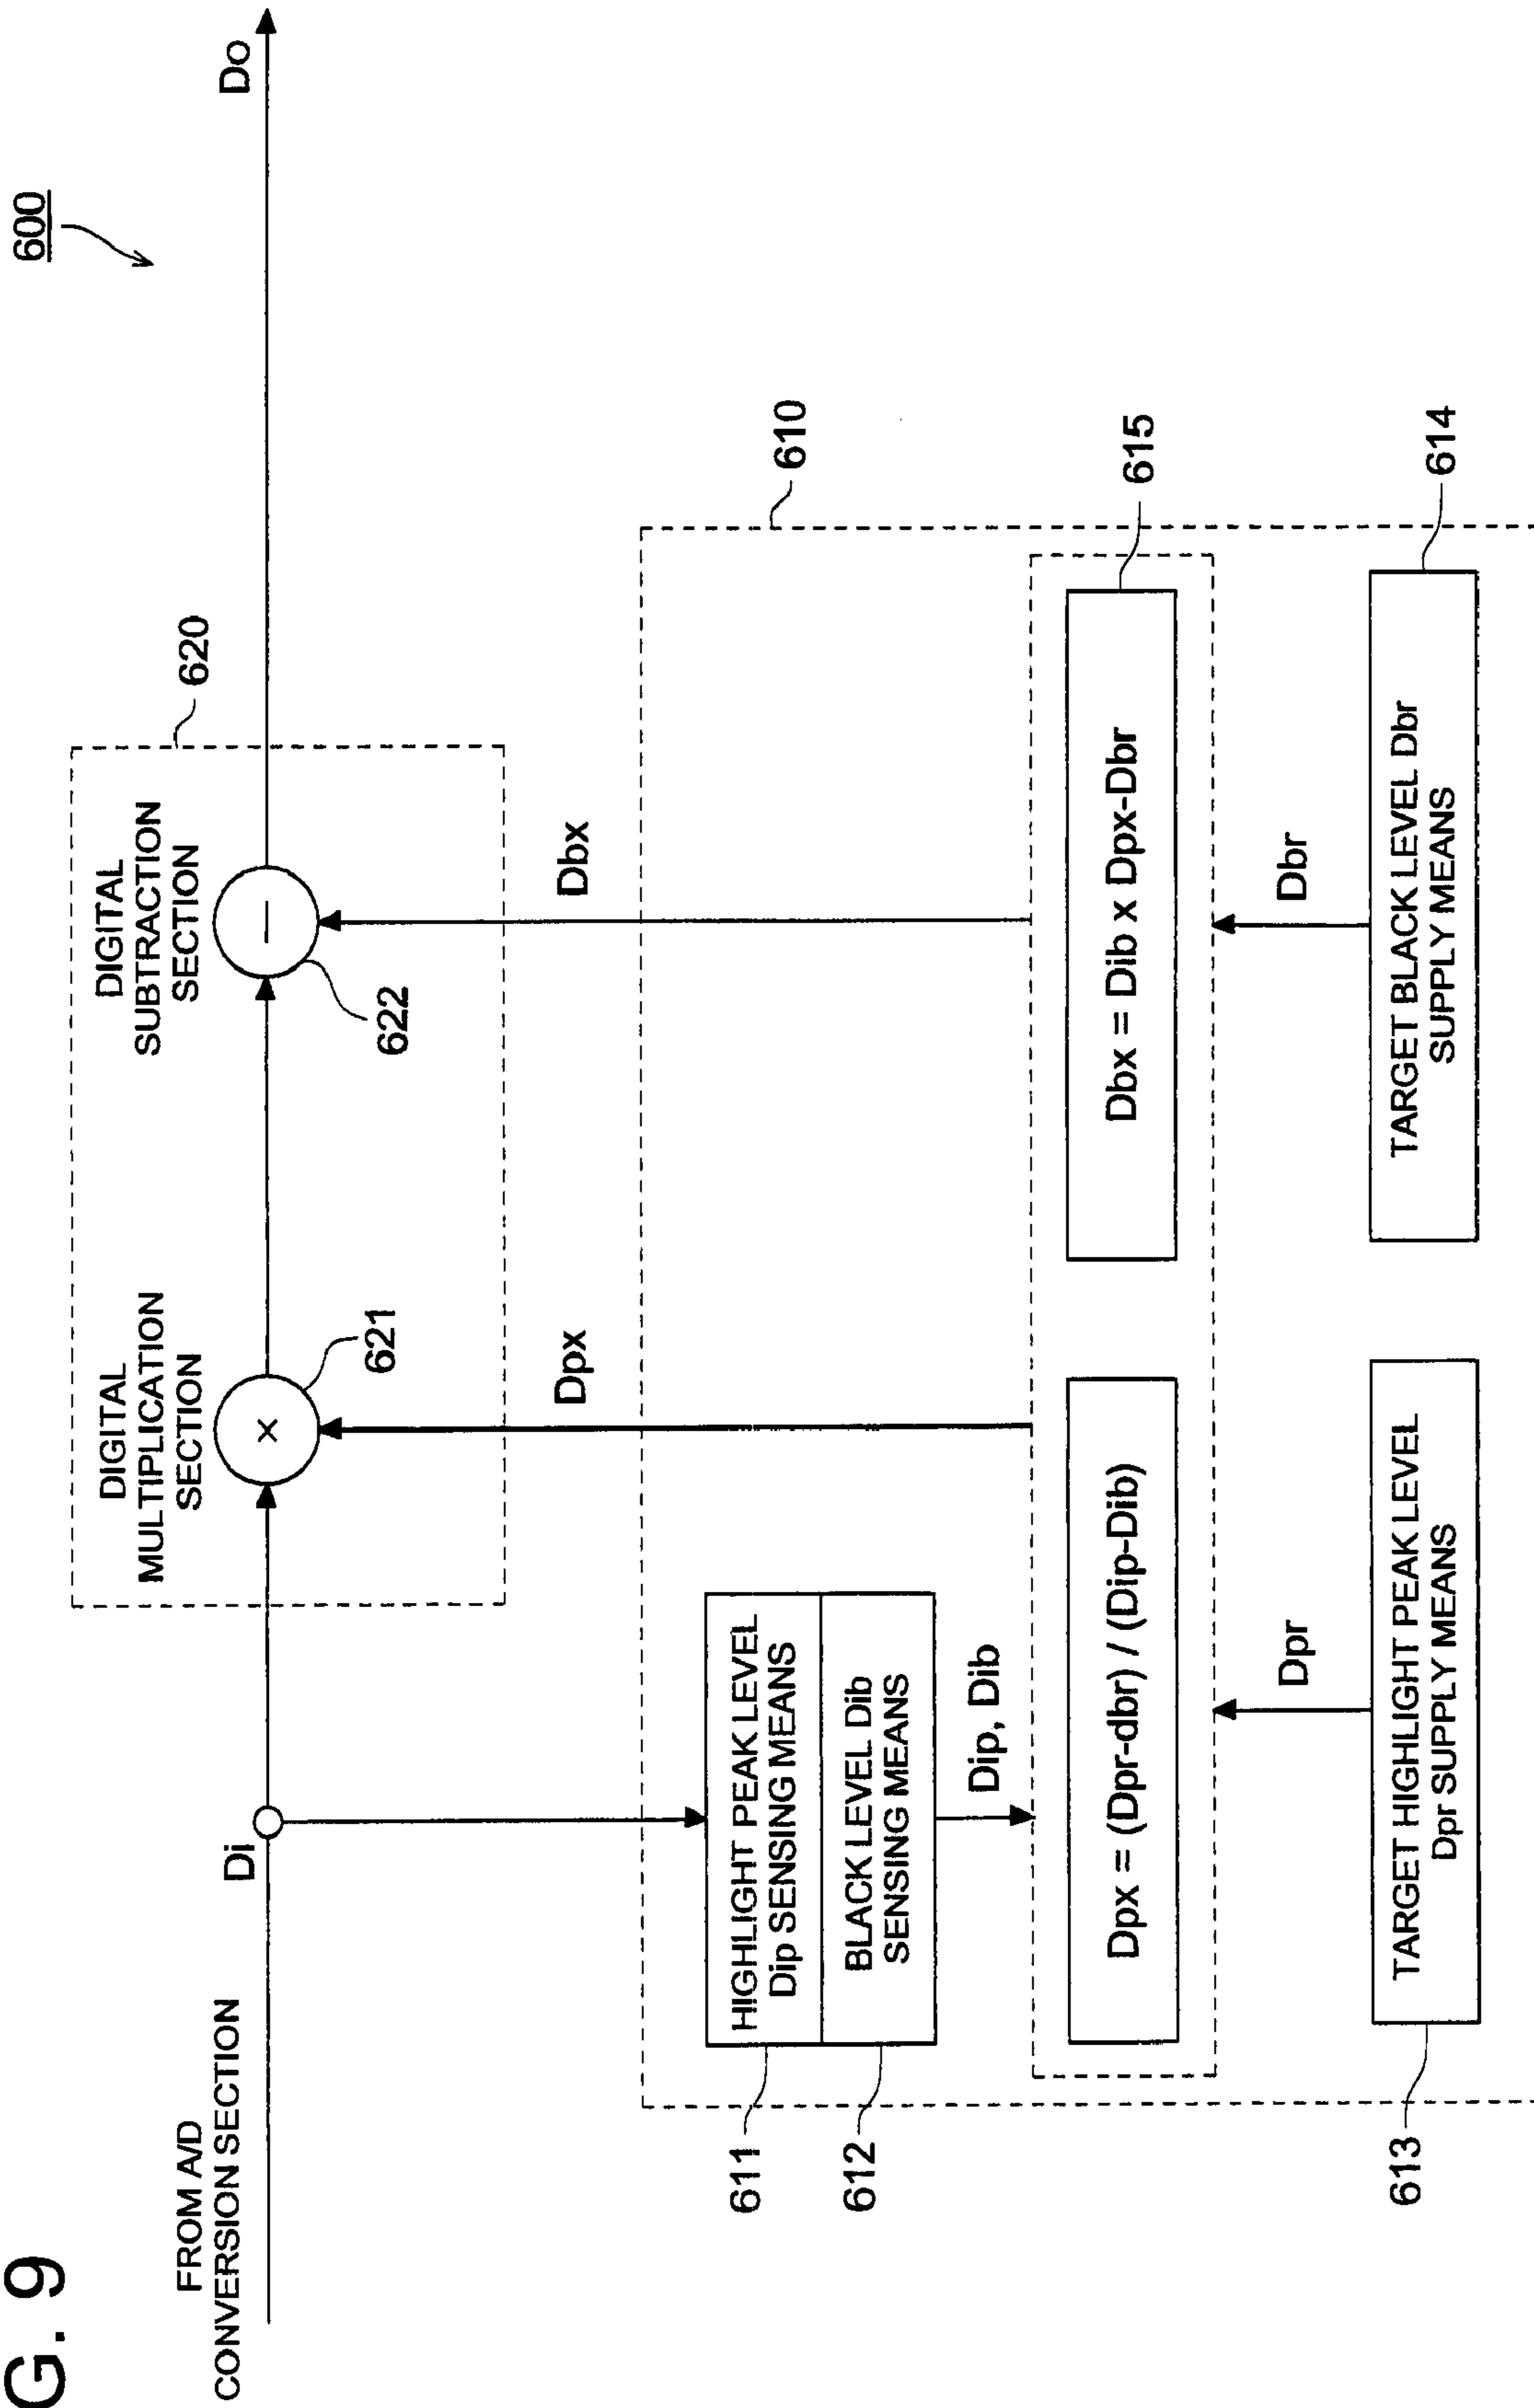 G. 9
600
FROM A/D
CONVERSION SECTION
Di
DIGITAL
MULTIPLICATION
SECTION
×
621
DIGITAL
SUBTRACTION
SECTION
—
622
620
Do
Dpx
Dbx
610
611
HIGHLIGHT PEAK LEVEL
Dip SENSING MEANS
612
BLACK LEVEL Dib
SENSING MEANS
Dip, Dib
Dpx = (Dpr-dbr) / (Dip-Dib)
Dbx = Dib x Dpx-Dbr
615
Dpr
Dbr
613
TARGET HIGHLIGHT PEAK LEVEL
Dpr SUPPLY MEANS
TARGET BLACK LEVEL Dbr
SUPPLY MEANS
614